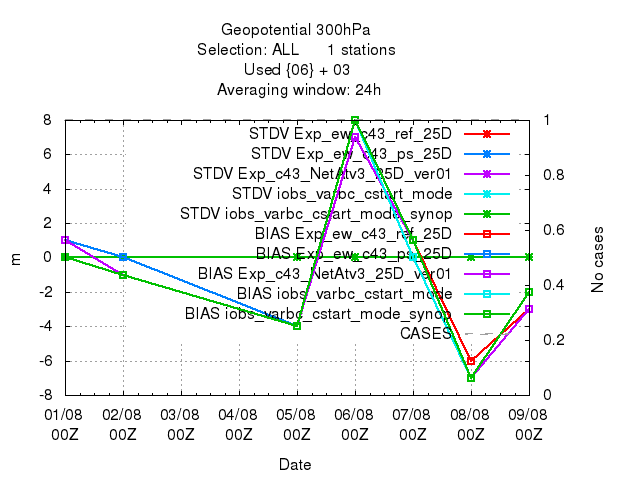 Geopotential 300hPa
Selection: ALL 1 stations
Used {06} + 03
Averaging window: 24h
8 1
STDV Exp_ew_c43_ref_25D
6 STDV Exp_ew_c43_ps_25D
STDV Exp_c43_NetAtv3_25D_ver01 0.8
4 STDV iobs_varbc_cstart_mode
STDV iobs_varbc_cstart_mode_synop
2 BIAS Exp_ew_c43_ref_25D 0.6
m 0 BIAS Exp_ew_c43_ps_25D No cases
BIAS Exp_c43_NetAtv3_25D_ver01
-2 BIAS iobs_varbc_cstart_mode 0.4
BIAS iobs_varbc_cstart_mode_synop
-4 CASES 0.2
-6
-8 0
01/08 02/08 03/08 04/08 05/08 06/08 07/08 08/08 09/08
00Z 00Z 00Z 00Z 00Z 00Z 00Z 00Z 00Z
Date